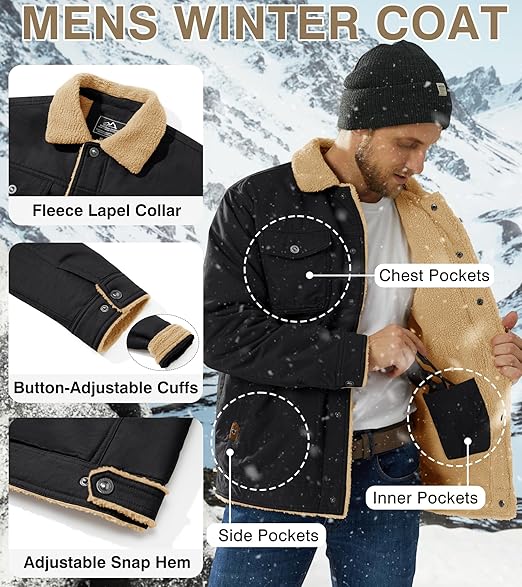 MENS WINTER COAT
Fleece Lapel Collar
Button-Adjustable Cuffs
Adjustable Snap Hem
Chest Pockets
Inner Pockets
Side Pockets